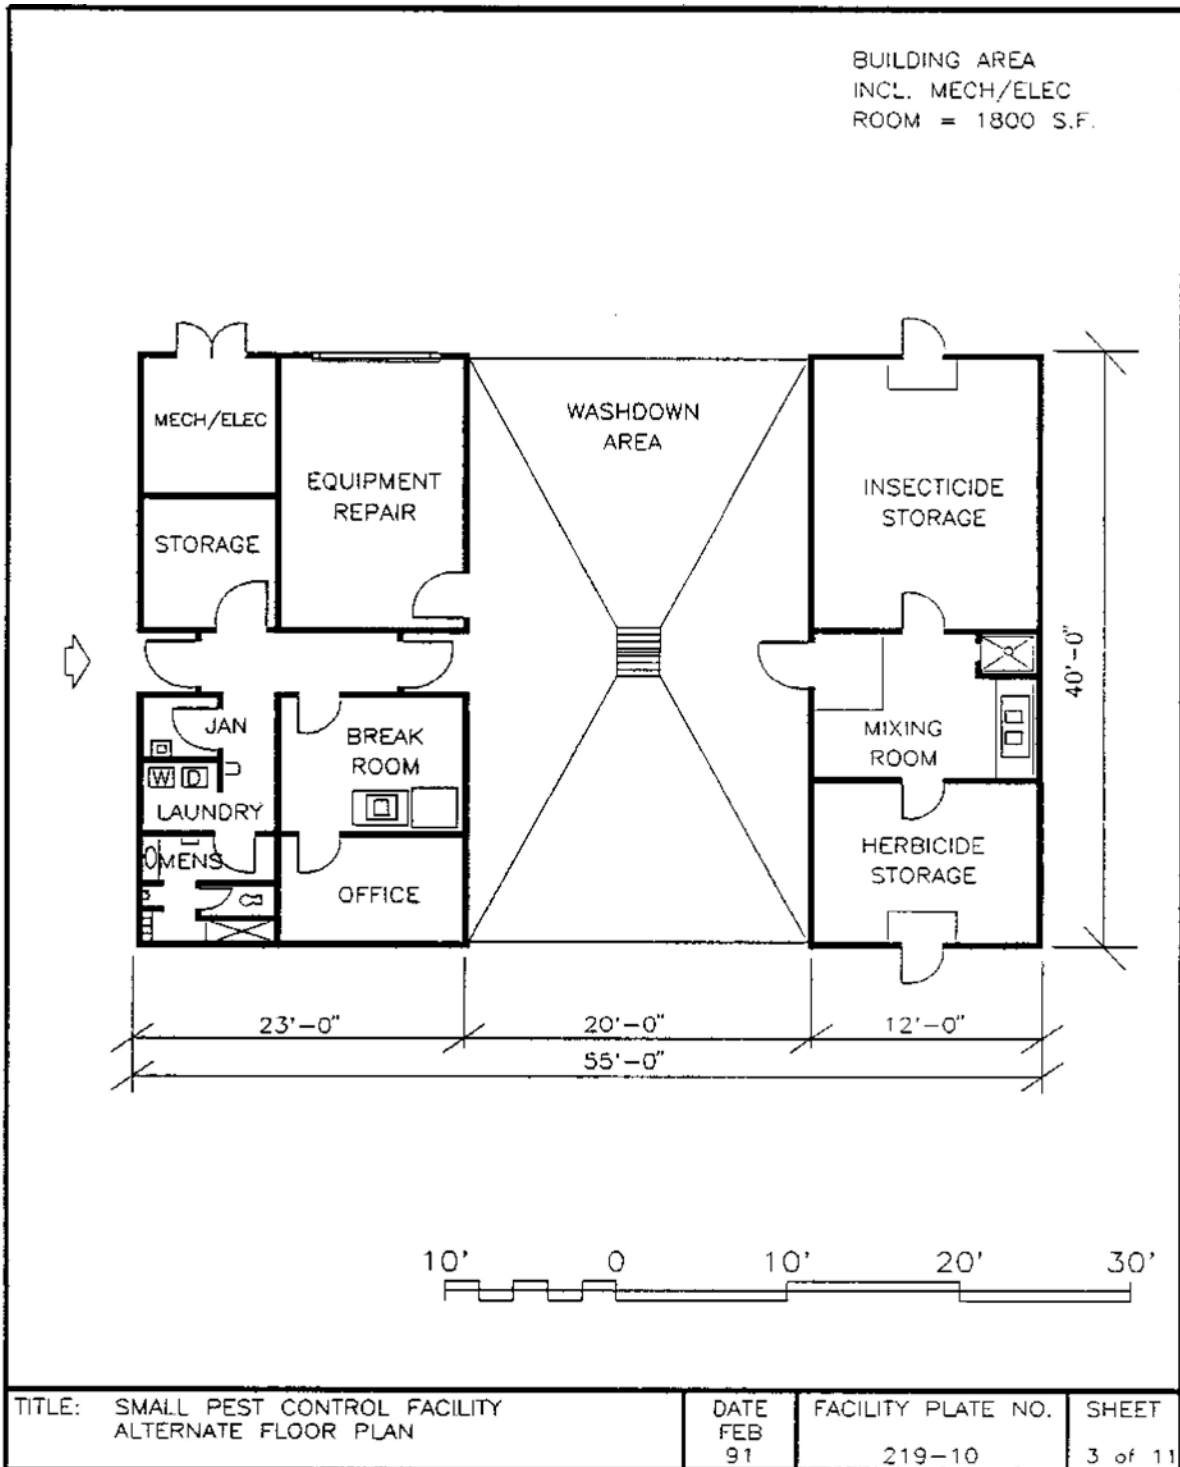 BUILDING AREA
INCL. MECH/ELEC
ROOM = 1800 S.F.
MECH/ELEC
EQUIPMENT
REPAIR
STORAGE
WASHDOWN
AREA
INSECTICIDE
STORAGE
JAN
BREAK
ROOM
MIXING
ROOM
W D
LAUNDRY
MENS
OFFICE
HERBICIDE
STORAGE
40'-0"
23'-0"
20'-0"
12'-0"
55'-0"
10' 0 10' 20' 30'
TITLE: SMALL PEST CONTROL FACILITY
ALTERNATE FLOOR PLAN
DATE
FEB
91
FACILITY PLATE NO.
219-10
SHEET
3 of 11